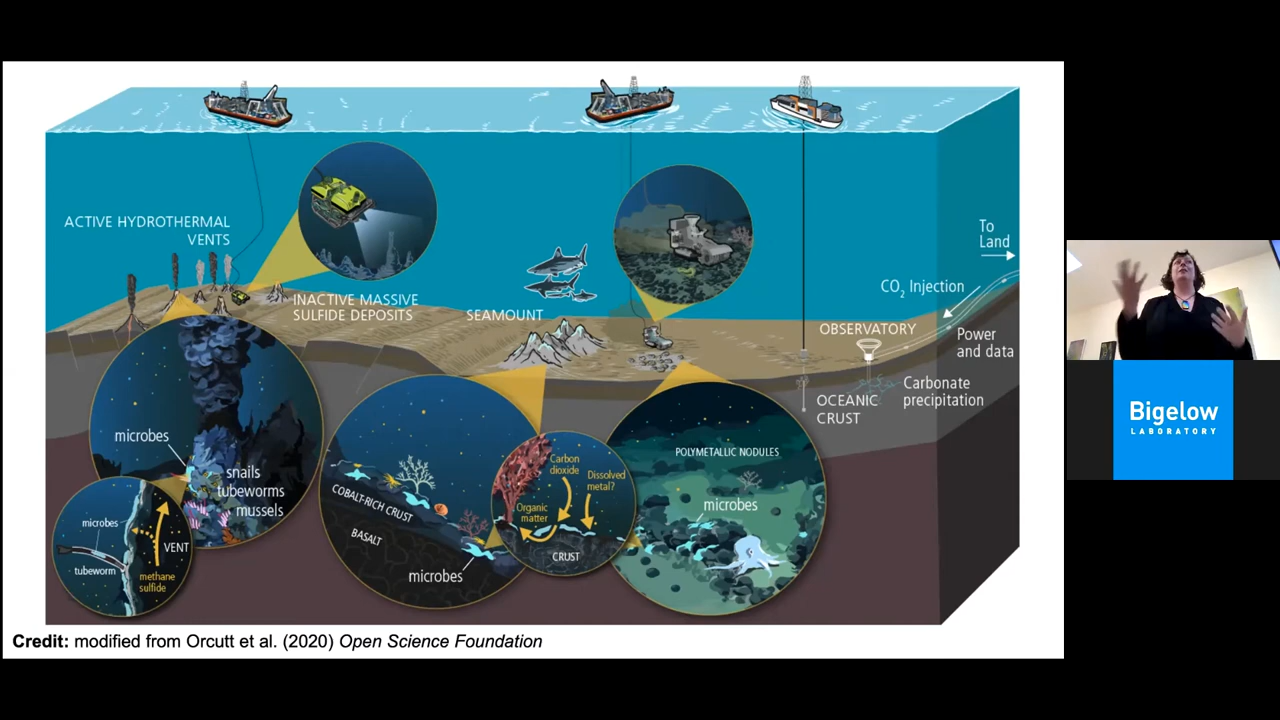 ACTIVE HYDROTHERMAL
VENTS
INACTIVE MASSIVE
SULFIDE DEPOSITS
SEAMOUNT
To
Land
CO₂ Injection
OBSERVATORY
Power
and data
OCEANIC
CRUST
Carbonate
precipitation
microbes
snails
tubeworms
mussels
microbes
tubeworm
VENT
methane
sulfide
COBALT-RICH CRUST
BASALT
microbes
Carbon
dioxide
Dissolved
metal?
Organic
matter
CRUST
POLYMETALLIC NODULES
microbes
Credit: modified from Orcutt et al. (2020) Open Science Foundation
Bigelow
LABORATORY